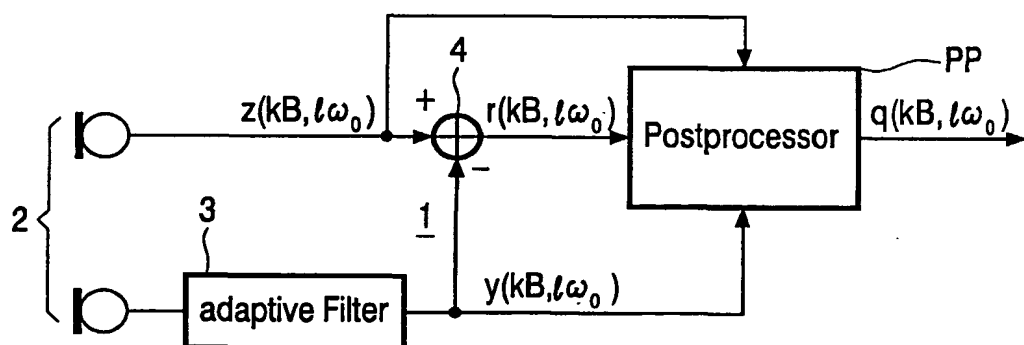 4
PP
+
z(kB,ℓω₀)
r(kB,ℓω₀)
Postprocessor
q(kB,ℓω₀)
−
2
3
1
adaptive Filter
y(kB,ℓω₀)